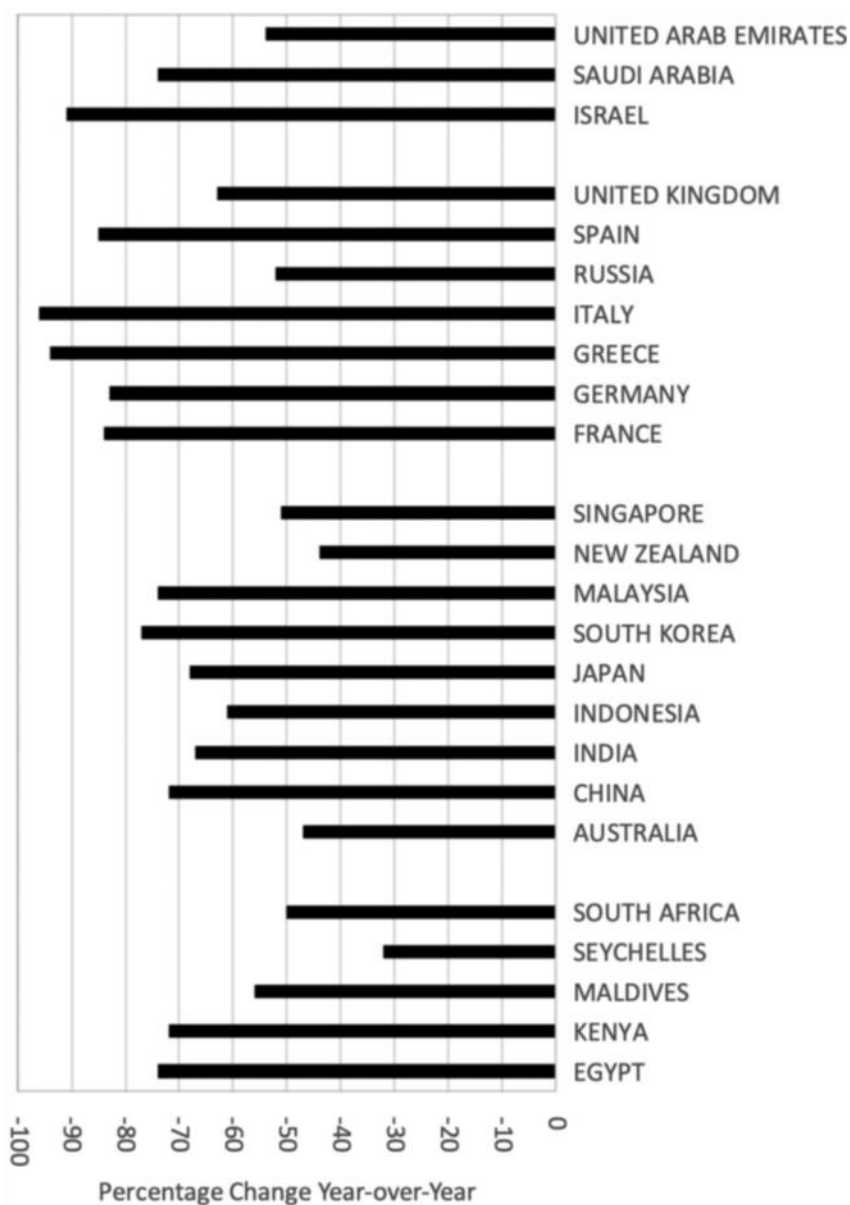 UNITED ARAB EMIRATES
SAUDI ARABIA
ISRAEL
UNITED KINGDOM
SPAIN
RUSSIA
ITALY
GREECE
GERMANY
FRANCE
SINGAPORE
NEW ZEALAND
MALAYSIA
SOUTH KOREA
JAPAN
INDONESIA
INDIA
CHINA
AUSTRALIA
SOUTH AFRICA
SEYCHELLES
MALDIVES
KENYA
EGYPT
-100 -90 -80 -70 -60 -50 -40 -30 -20 -10 0
Percentage Change Year-over-Year